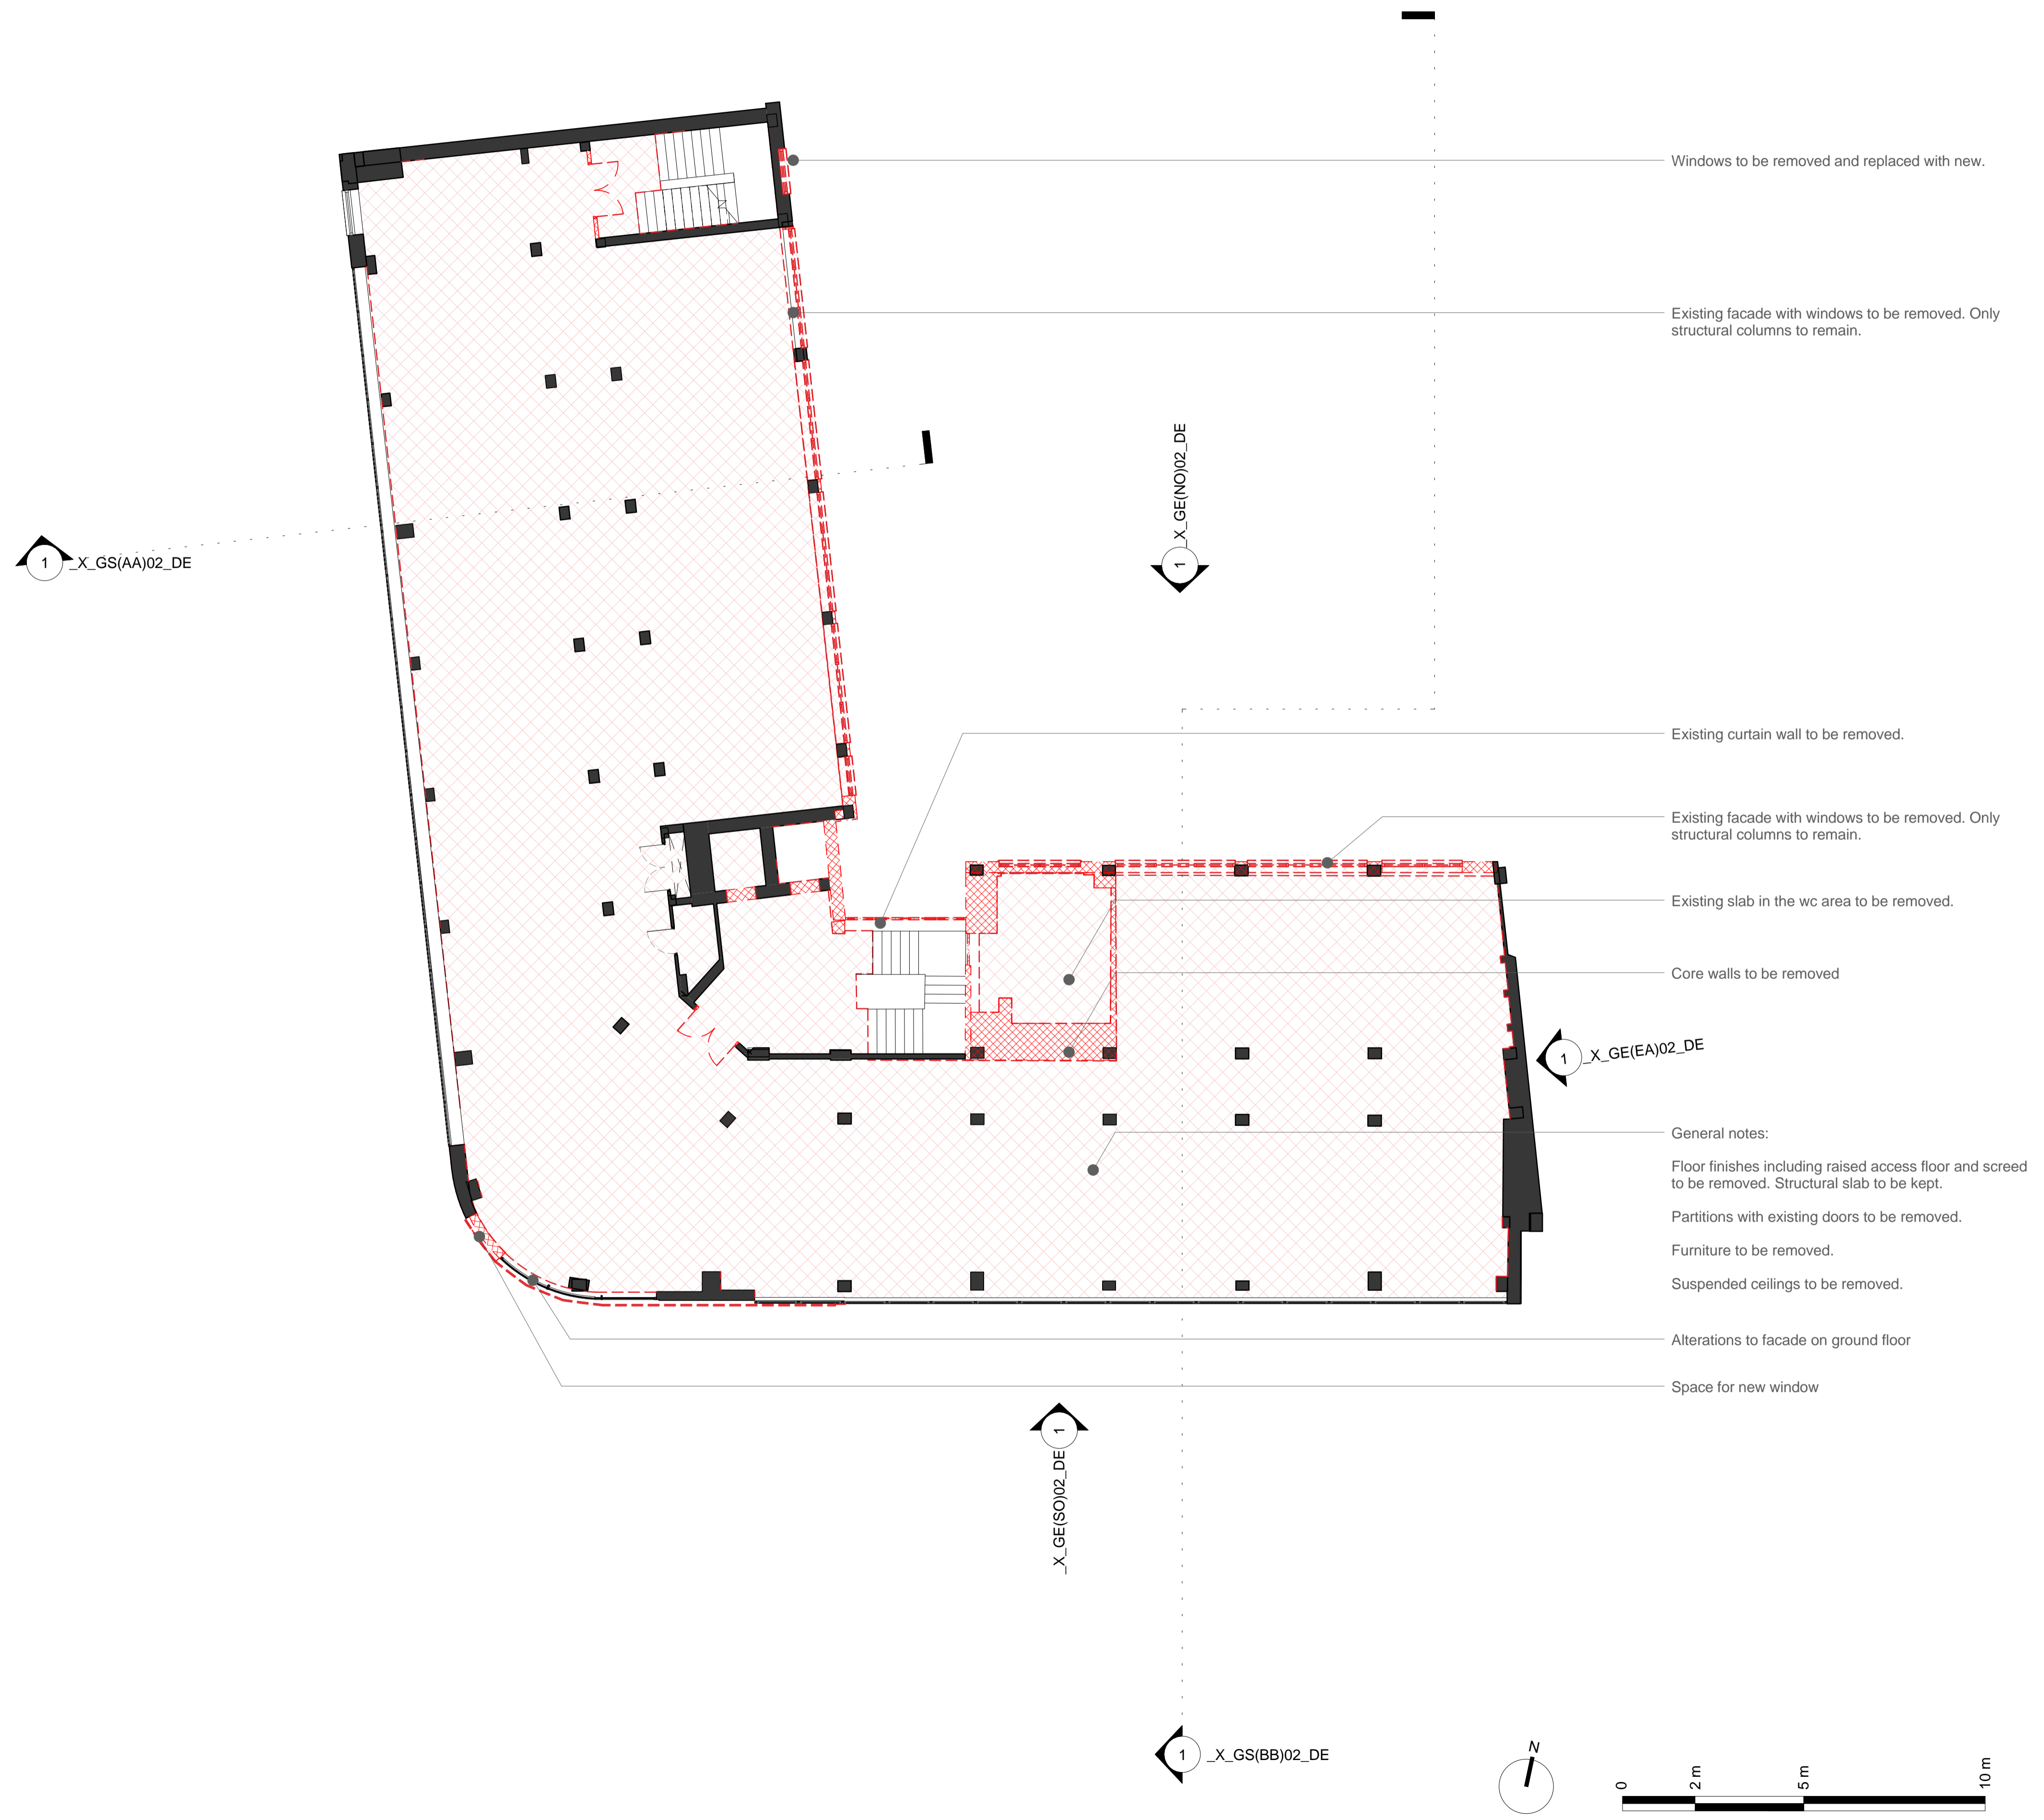 Windows to be removed and replaced with new.
Existing facade with windows to be removed. Only
structural columns to remain.
_X_GE(NO)02_DE
1
1
_X_GS(AA)02_DE
Existing curtain wall to be removed.
Existing facade with windows to be removed. Only
structural columns to remain.
Existing slab in the wc area to be removed.
Core walls to be removed
1
_X_GE(EA)02_DE
General notes:
Floor finishes including raised access floor and screed
to be removed. Structural slab to be kept.
Partitions with existing doors to be removed.
Furniture to be removed.
Suspended ceilings to be removed.
Alterations to facade on ground floor
Space for new window
1
_X_GE(SO)02_DE
1
_X_GS(BB)02_DE
N
0
2 m
5 m
10 m